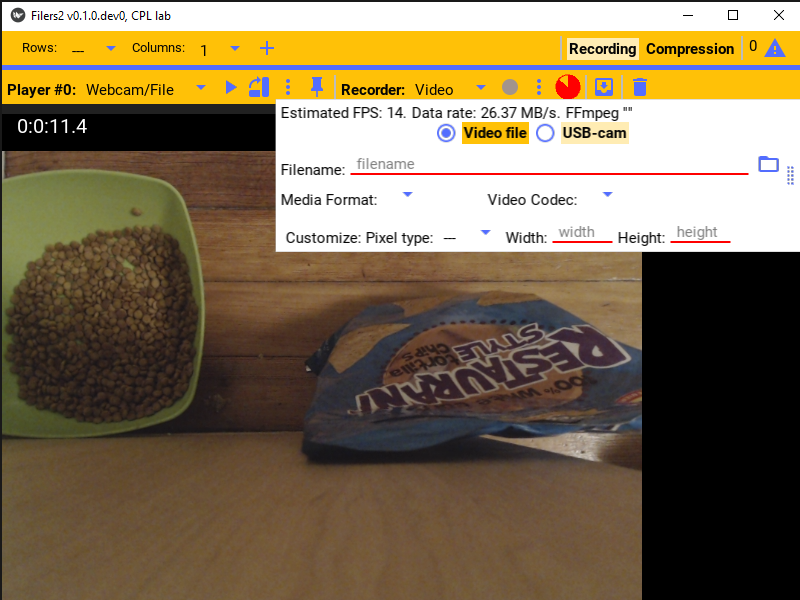 Filers2 v0.1.0.dev0, CPL lab
Rows: --- Columns: 1 Recording Compression 0
Player #0: Webcam/File Recorder: Video
Estimated FPS: 14. Data rate: 26.37 MB/s. FFmpeg ""
0:0:11.4
Video file USB-cam
Filename: filename
Media Format: Video Codec:
Customize: Pixel type: --- Width: width Height: height
RESTAURANT
STYLE
Tortilla
CHiPS
100% Whi